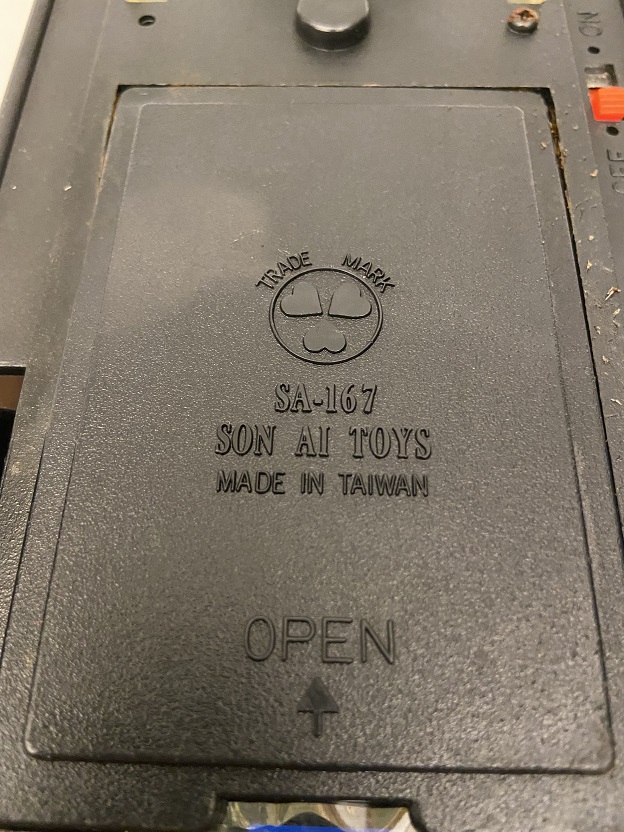 ON
OFF
TRADE MARK
SA-167
SON AI TOYS
MADE IN TAIWAN
OPEN